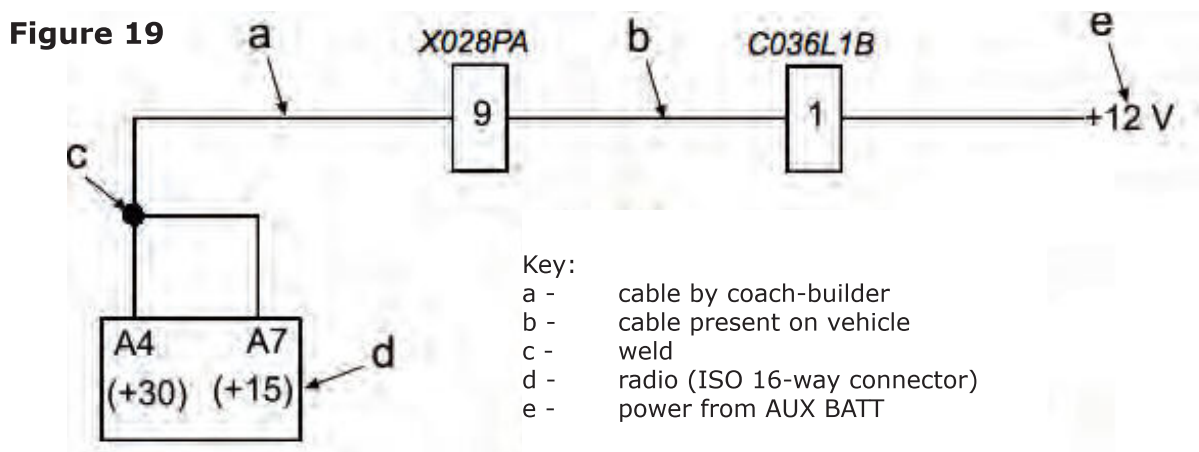 Figure 19
a X028PA b C036L1B e
9 1 +12 V
c
A4 A7
(+30) (+15) d
Key:
a - cable by coach-builder
b - cable present on vehicle
c - weld
d - radio (ISO 16-way connector)
e - power from AUX BATT